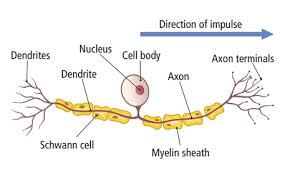 Direction of impulse
Nucleus
Dendrites
Cell body
Axon terminals
Dendrite
Axon
Schwann cell
Myelin sheath